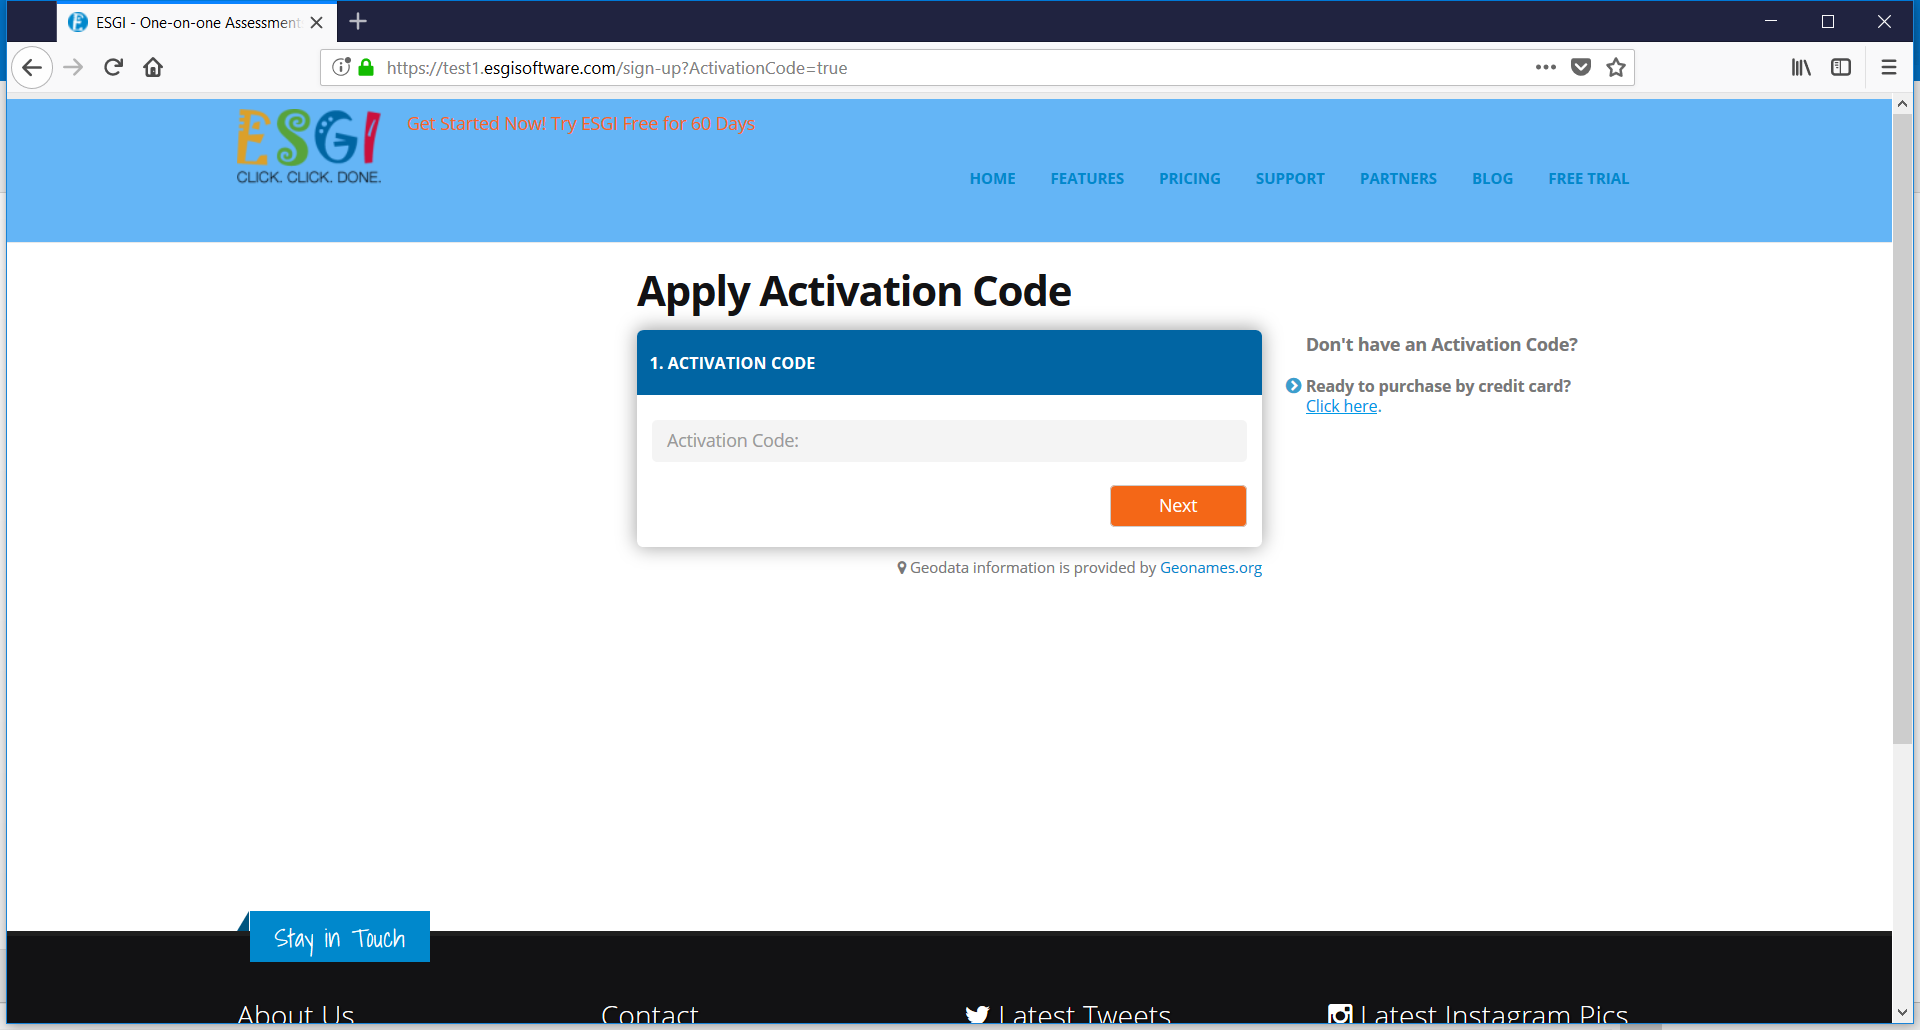 ESGI - One-on-one Assessment
https://test1.esgisoftware.com/sign-up?ActivationCode=true
ESGI
CLICK. CLICK. DONE.
Get Started Now! Try ESGI Free for 60 Days
HOME FEATURES PRICING SUPPORT PARTNERS BLOG FREE TRIAL
Apply Activation Code
1. ACTIVATION CODE
Activation Code:
Next
Geodata information is provided by Geonames.org
Don't have an Activation Code?
Ready to purchase by credit card?
Click here.
Stay in Touch
About Us Contact Latest Tweets Latest Instagram Pics